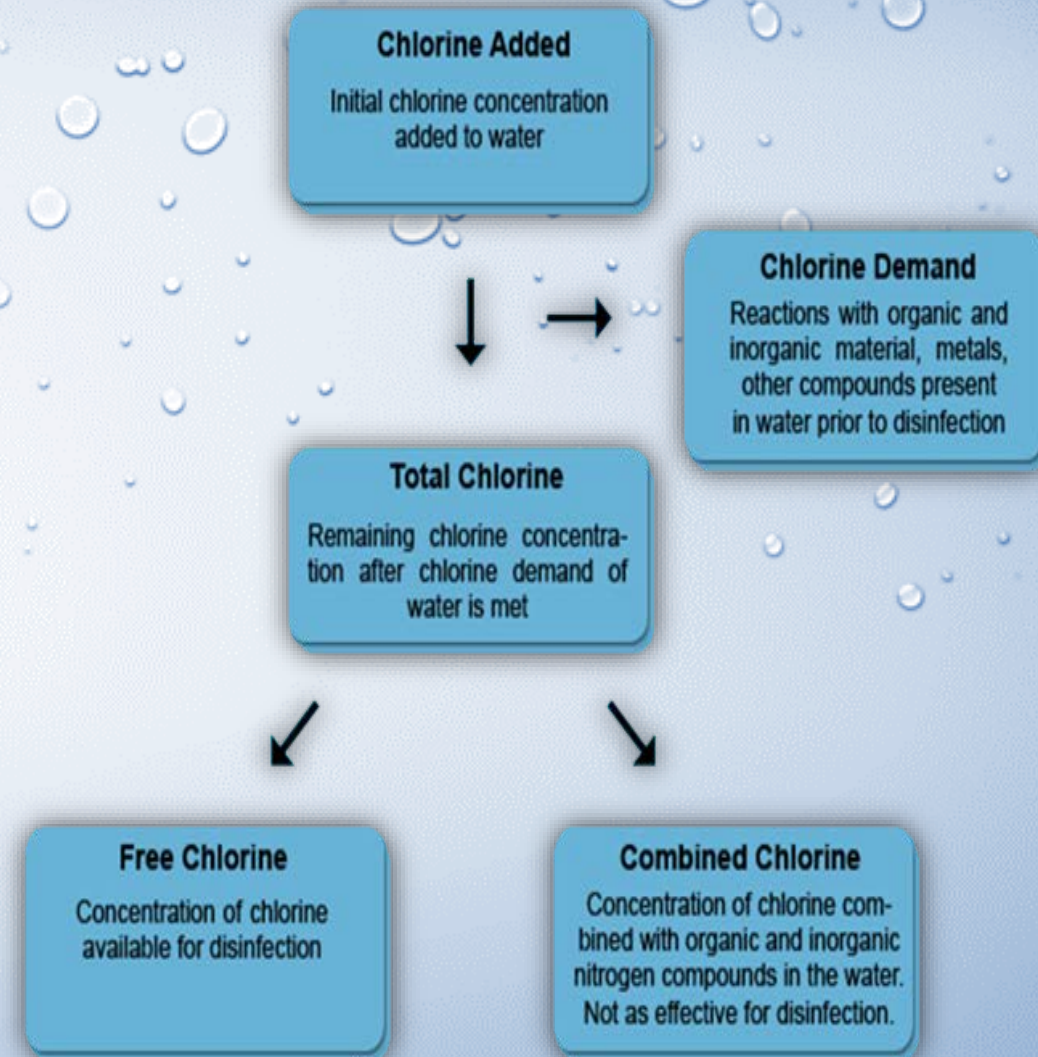 Chlorine Added
Initial chlorine concentration
added to water
Chlorine Demand
Reactions with organic and
inorganic material, metals,
other compounds present
in water prior to disinfection
Total Chlorine
Remaining chlorine concentra-
tion after chlorine demand of
water is met
Free Chlorine
Concentration of chlorine
available for disinfection
Combined Chlorine
Concentration of chlorine com-
bined with organic and inorganic
nitrogen compounds in the water.
Not as effective for disinfection.